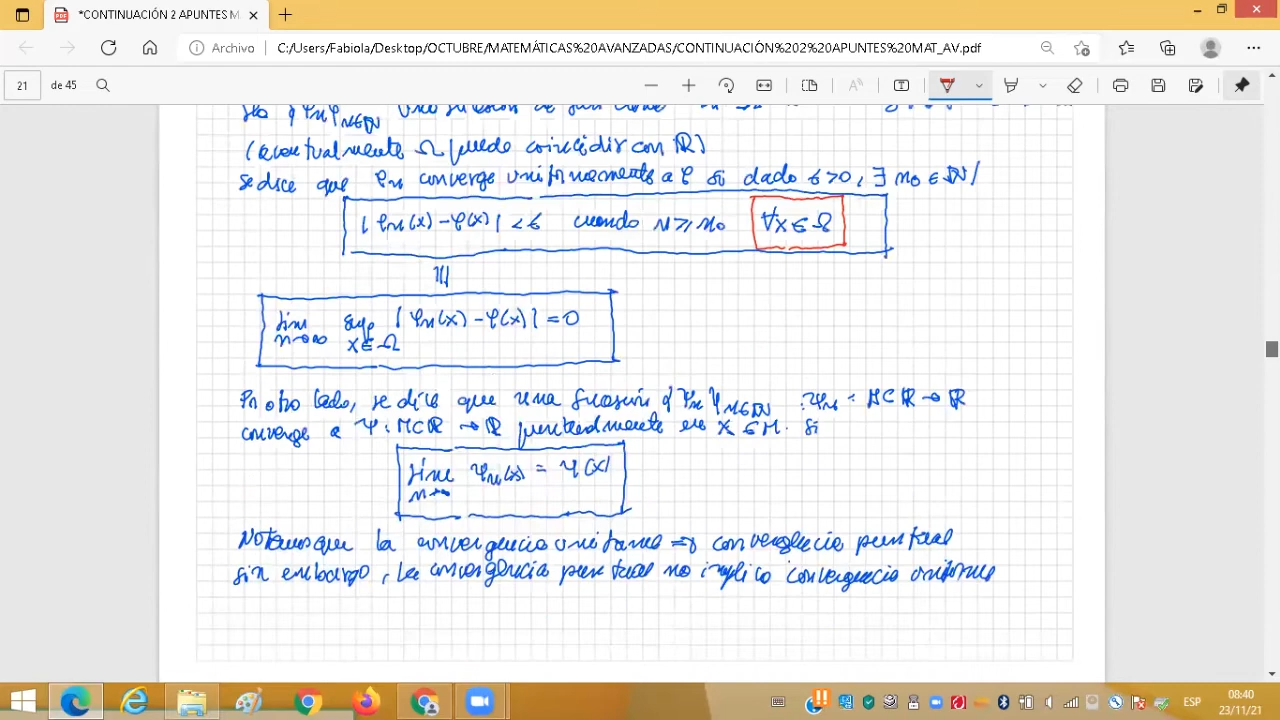 *CONTINUACIÓN 2 APUNTES M
Archivo C:/Users/Fabiola/Desktop/OCTUBRE/MATEMÁTICAS%20AVANZADAS/CONTINUACIÓN%202%20APUNTES%20MAT_AV.pdf
21 de 45
(eventualmente Ω puede coincidir con ℝ)
se dice que φn converge uniformemente a φ si dado ε>0, ∃ n0 ∈ ℕ /
|φn(x) - φ(x)| < ε cuando n ≥ n0 ∀x ∈ Ω
lim n→∞ sup x∈Ω |φn(x) - φ(x)| = 0
Por otro lado, se dice que una sucesión {ψn}n∈ℕ : ψn : M⊂ℝ → ℝ
converge a ψ : M⊂ℝ → ℝ puntualmente en x ∈ M. si
lim n→∞ ψn(x) = ψ(x)
Notemos que la convergencia uniforme ⇒ convergencia puntual
sin embargo, la convergencia puntual no implica convergencia uniforme
ESP
08:40
23/11/21